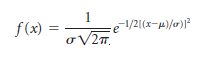 f(x) = 1/σ√2π. e^-1/2[(x-μ)/σ)]²